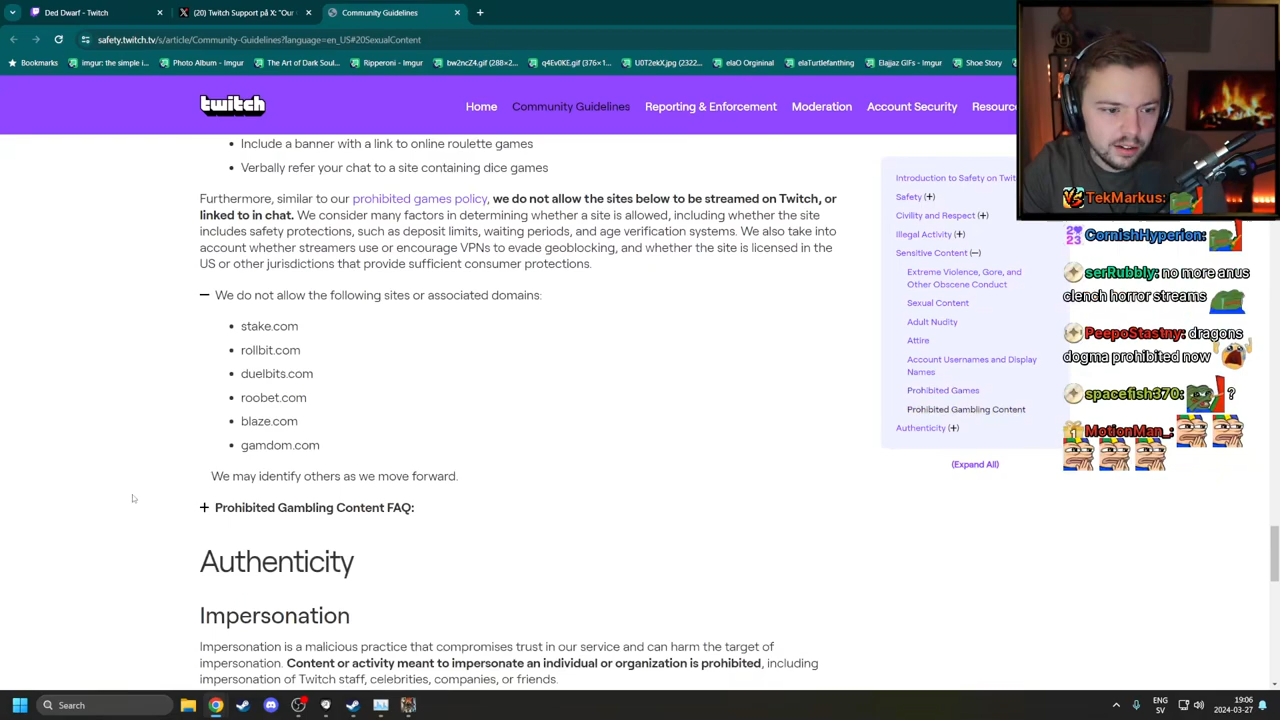 Ded Dwarf - Twitch
(20) Twitch Support på X: "Our
Community Guidelines
safety.twitch.tv/s/article/Community-Guidelines?language=en_US#20SexualContent
Bookmarks
imgur: the simple i...
Photo Album - Imgur
The Art of Dark Sou...
Ripperoni - Imgur
bw2ncZ4.gif (288×2...
q4Ev0KE.gif (376×1...
U0T2ekX.jpg (2322...
elaO Orgininal
elaTurtlefanthing
Elajjaz GIFs - Imgur
Shoe Story
twitch
Home
Community Guidelines
Reporting & Enforcement
Moderation
Account Security
Resourc
Include a banner with a link to online roulette games
Verbally refer your chat to a site containing dice games
Furthermore, similar to our prohibited games policy, we do not allow the sites below to be streamed on Twitch, or
linked to in chat. We consider many factors in determining whether a site is allowed, including whether the site
includes safety protections, such as deposit limits, waiting periods, and age verification systems. We also take into
account whether streamers use or encourage VPNs to evade geoblocking, and whether the site is licensed in the
US or other jurisdictions that provide sufficient consumer protections.
We do not allow the following sites or associated domains:
stake.com
rollbit.com
duelbits.com
roobet.com
blaze.com
gamdom.com
We may identify others as we move forward.
Prohibited Gambling Content FAQ:
Authenticity
Impersonation
Impersonation is a malicious practice that compromises trust in our service and can harm the target of
impersonation. Content or activity meant to impersonate an individual or organization is prohibited, including
impersonation of Twitch staff, celebrities, companies, or friends.
Introduction to Safety on Twit
Safety (+)
Civility and Respect (+)
Illegal Activity (+)
Sensitive Content (—)
Extreme Violence, Gore, and
Other Obscene Conduct
Sexual Content
Adult Nudity
Attire
Account Usernames and Display
Names
Prohibited Games
Prohibited Gambling Content
Authenticity (+)
(Expand All)
TekMarkus:
CornishHyperion:
serRubbly: no more anus
clench horror streams
PeepoStastny: dragons
dogma prohibited now
spacefish370: ?
MotionMan_:
Search
ENG
SV
19:06
2024-03-27